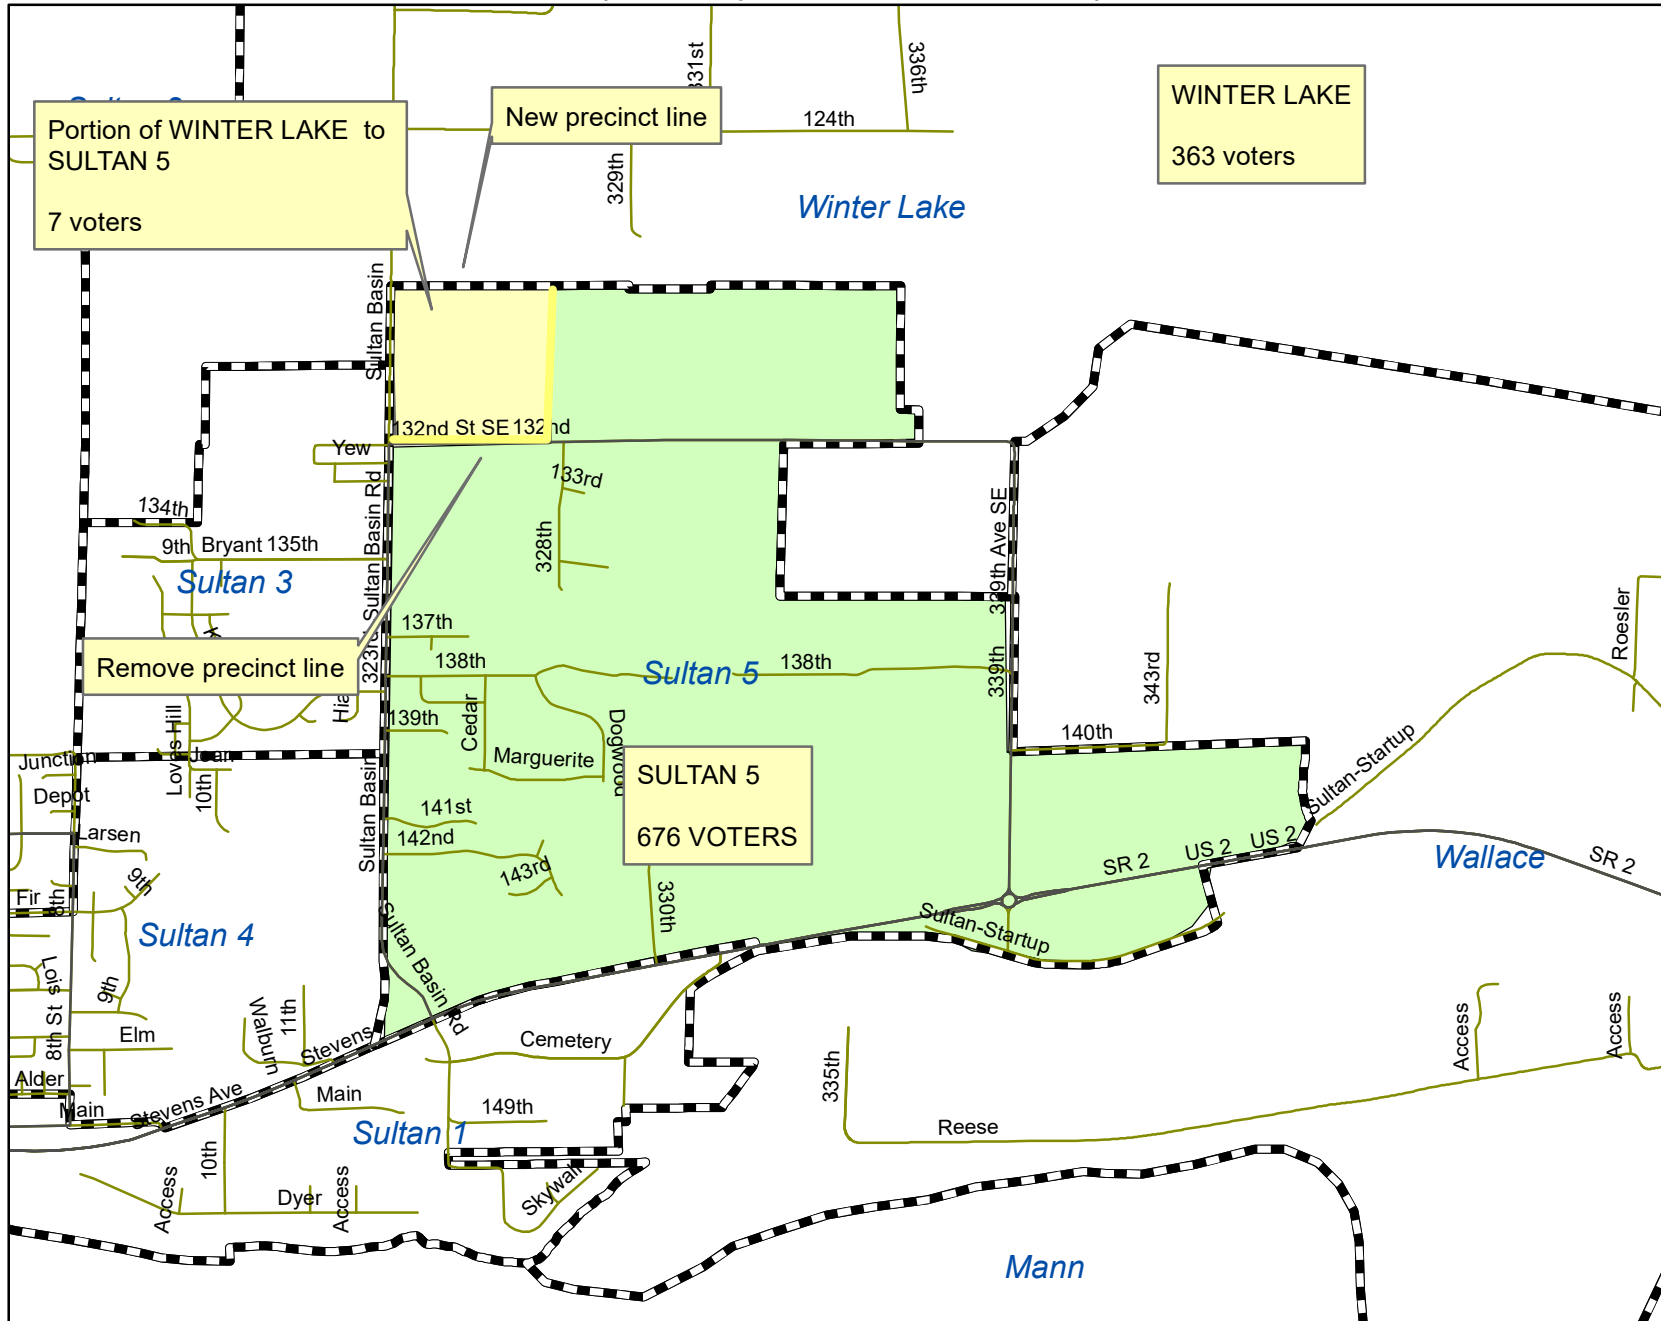 331st
336th
WINTER LAKE
363 voters
New precinct line
124th
Portion of WINTER LAKE to
SULTAN 5
7 voters
329th
Winter Lake
Sultan Basin
132nd St SE
132nd
Yew
133rd
134th
328th
339th Ave SE
9th
Bryant
135th
Sultan 3
Sultan Basin Rd
323rd
137th
Remove precinct line
138th
Sultan 5
138th
339th
343rd
Roesler
Loves Hill
139th
Cedar
Dogwood
140th
Junction
Jean
Marguerite
SULTAN 5
676 VOTERS
Sultan-Startup
Depot
10th
141st
Sultan Basin
Larsen
142nd
143rd
SR 2
US 2
US 2
Wallace
SR 2
9th
Fir
8th
330th
Sultan-Startup
Sultan 4
Sultan Basin Rd
Lois
9th
8th St
Walburn
11th
Elm
Stevens
Cemetery
Access
Access
335th
Alder
Main
Stevens Ave
Main
149th
Sultan 1
Reese
10th
Access
Dyer
Access
Skywall
Mann